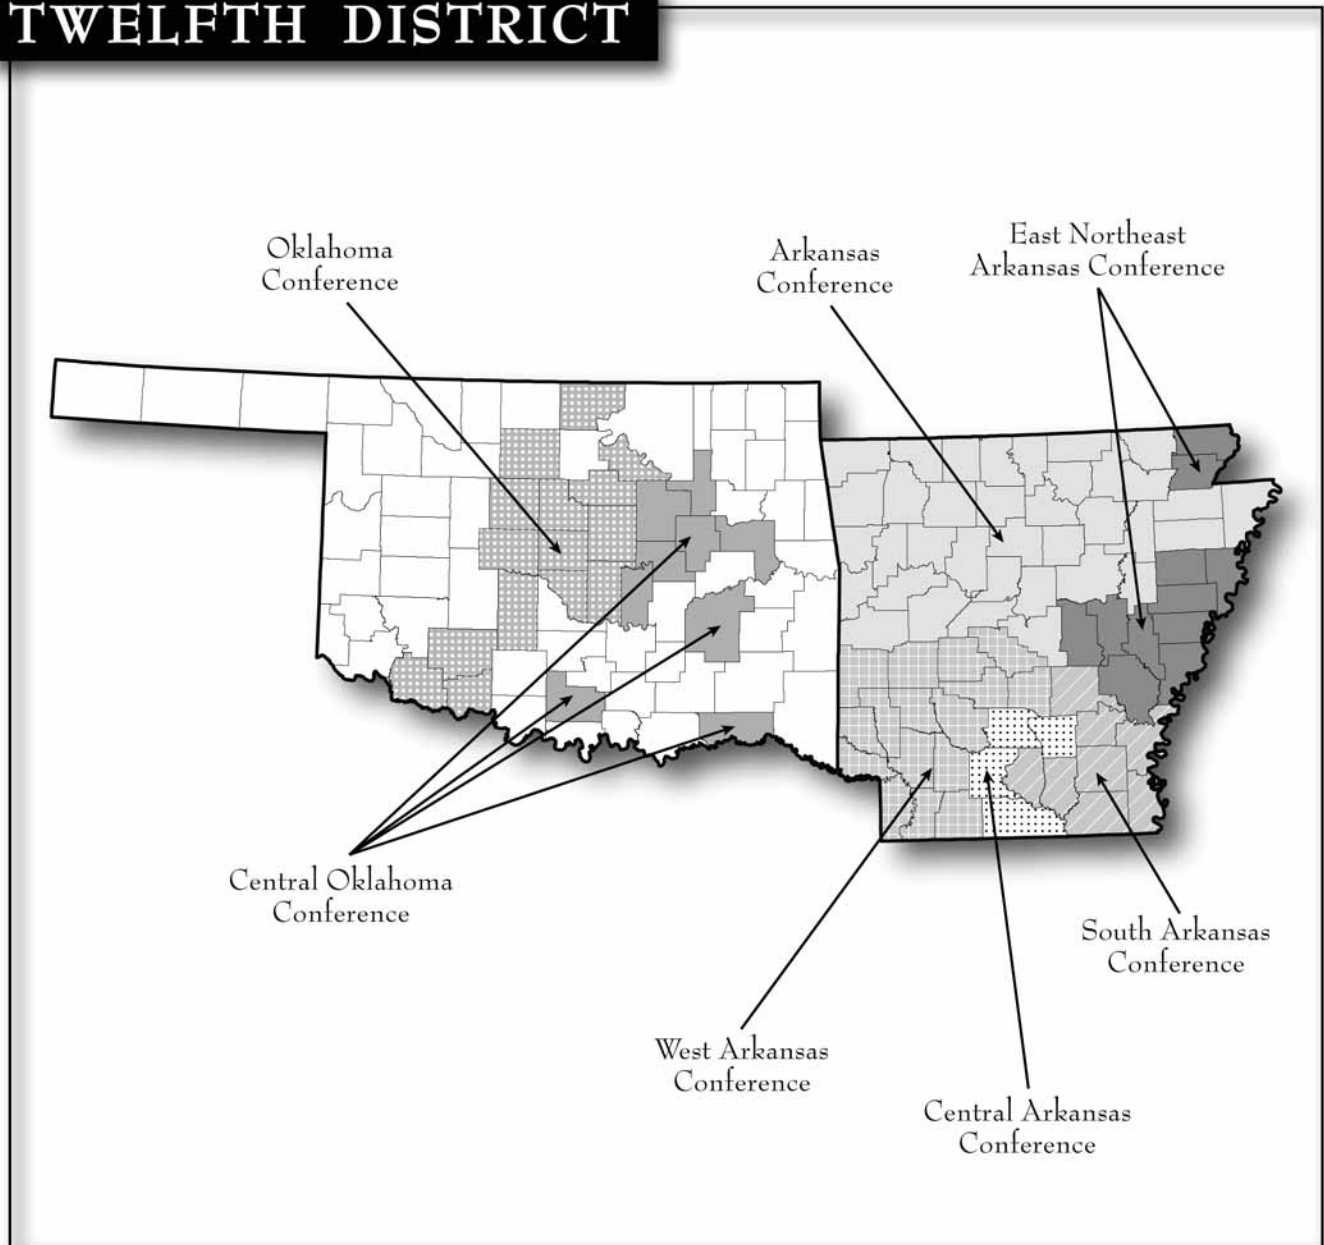 TWELFTH DISTRICT
Oklahoma
Conference
Arkansas
Conference
East Northeast
Arkansas Conference
Central Oklahoma
Conference
South Arkansas
Conference
West Arkansas
Conference
Central Arkansas
Conference